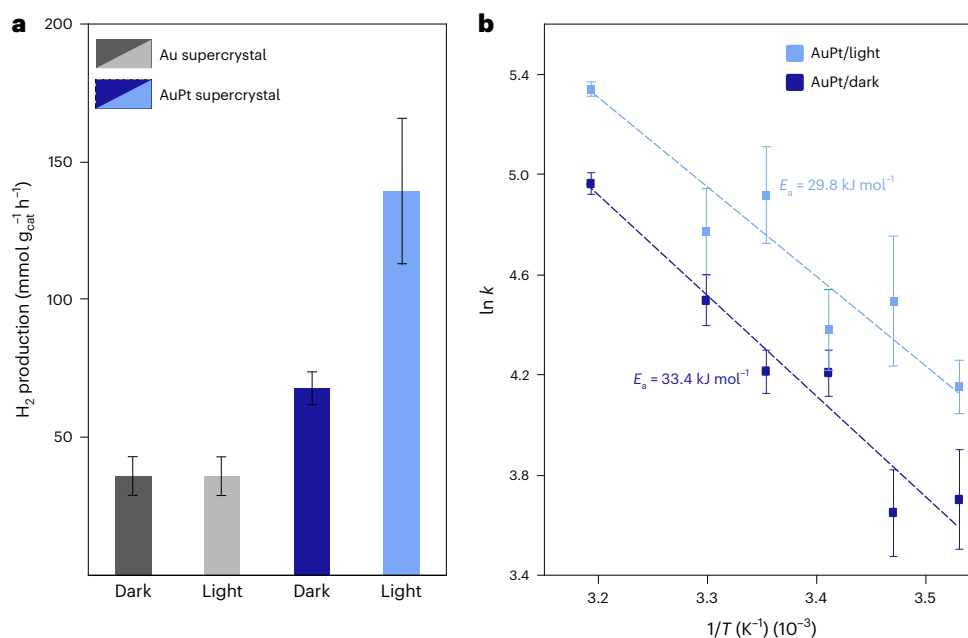 a
200
150
100
50
H₂ production (mmol g_cat⁻¹ h⁻¹)
Au supercrystal
AuPt supercrystal
Dark
Light
Dark
Light
b
AuPt/light
AuPt/dark
5.4
5.0
4.6
4.2
3.8
3.4
ln k
Eₐ = 29.8 kJ mol⁻¹
Eₐ = 33.4 kJ mol⁻¹
3.2
3.3
3.4
3.5
1/T (K⁻¹) (10⁻³)